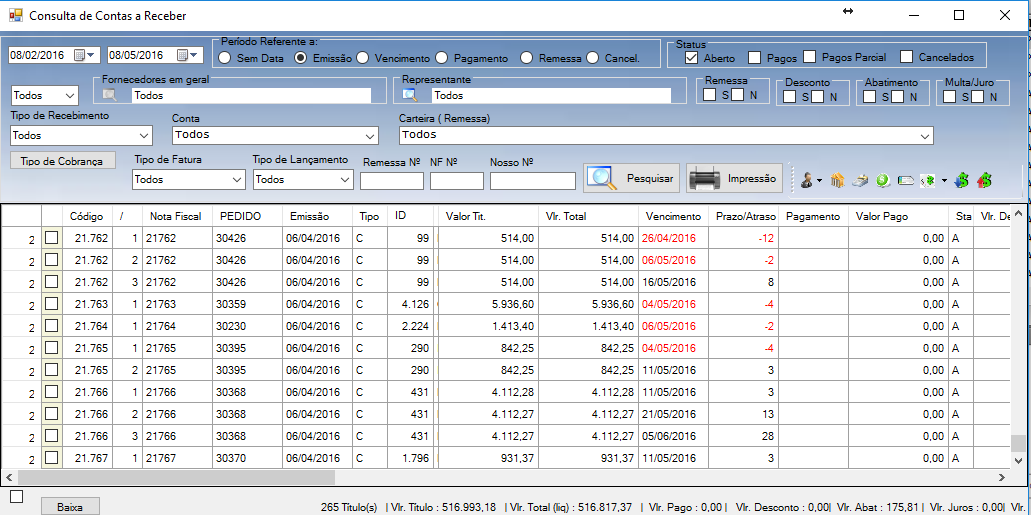 Consulta de Contas a Receber
08/02/2016 08/05/2016 Período Referente a: Sem Data Emissão Vencimento Pagamento Remessa Cancel. Status Aberto Pagos Pagos Parcial Cancelados
Todos Fornecedores em geral Todos Representante Todos Remessa S N Desconto S N Abatimento S N Multa/Juro S N
Tipo de Recebimento Conta Carteira ( Remessa)
Todos Todos Todos
Tipo de Cobrança Tipo de Fatura Tipo de Lançamento Remessa Nº NF Nº Nosso Nº
Todos Todos Pesquisar Impressão
Código / Nota Fiscal PEDIDO Emissão Tipo ID Valor Tit. Vlr. Total Vencimento Prazo/Atraso Pagamento Valor Pago Sta Vlr. De
2 21.762 1 21762 30426 06/04/2016 C 99 514,00 514,00 26/04/2016 -12 0,00 A
2 21.762 2 21762 30426 06/04/2016 C 99 514,00 514,00 06/05/2016 -2 0,00 A
2 21.762 3 21762 30426 06/04/2016 C 99 514,00 514,00 16/05/2016 8 0,00 A
2 21.763 1 21763 30359 06/04/2016 C 4.126 5.936,60 5.936,60 04/05/2016 -4 0,00 A
2 21.764 1 21764 30230 06/04/2016 C 2.224 1.413,40 1.413,40 06/05/2016 -2 0,00 A
2 21.765 1 21765 30395 06/04/2016 C 290 842,25 842,25 04/05/2016 -4 0,00 A
2 21.765 2 21765 30395 06/04/2016 C 290 842,25 842,25 11/05/2016 3 0,00 A
2 21.766 1 21766 30368 06/04/2016 C 431 4.112,28 4.112,28 11/05/2016 3 0,00 A
2 21.766 2 21766 30368 06/04/2016 C 431 4.112,27 4.112,27 21/05/2016 13 0,00 A
2 21.766 3 21766 30368 06/04/2016 C 431 4.112,27 4.112,27 05/06/2016 28 0,00 A
2 21.767 1 21767 30370 06/04/2016 C 1.796 931,37 931,37 11/05/2016 3 0,00 A
Baixa 265 Título(s) | Vlr. Título : 516.993,18 | Vlr. Total (liq) : 516.817,37 | Vlr. Pago : 0,00 | Vlr. Desconto : 0,00| Vlr. Abat : 175,81 | Vlr. Juros : 0,00| Vlr.